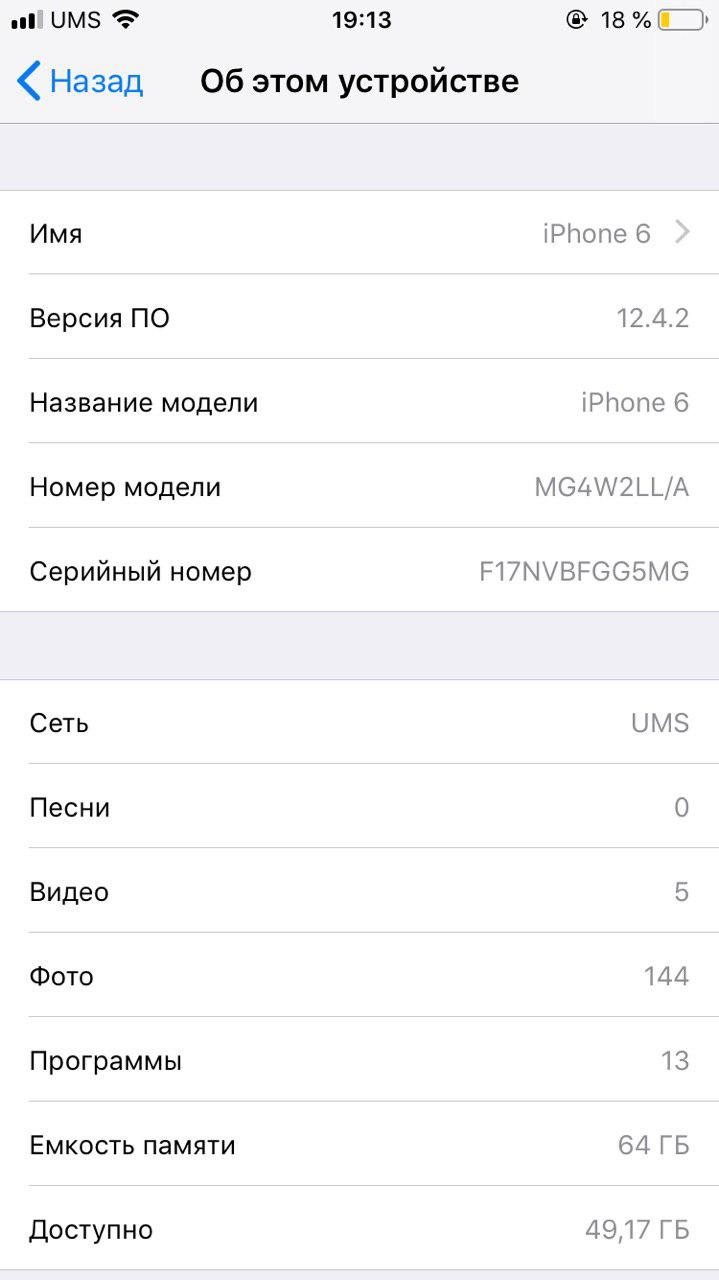 UMS 19:13 18 %
Назад Об этом устройстве
Имя iPhone 6
Версия ПО 12.4.2
Название модели iPhone 6
Номер модели MG4W2LL/A
Серийный номер F17NVBFGG5MG
Сеть UMS
Песни 0
Видео 5
Фото 144
Программы 13
Емкость памяти 64 ГБ
Доступно 49,17 ГБ